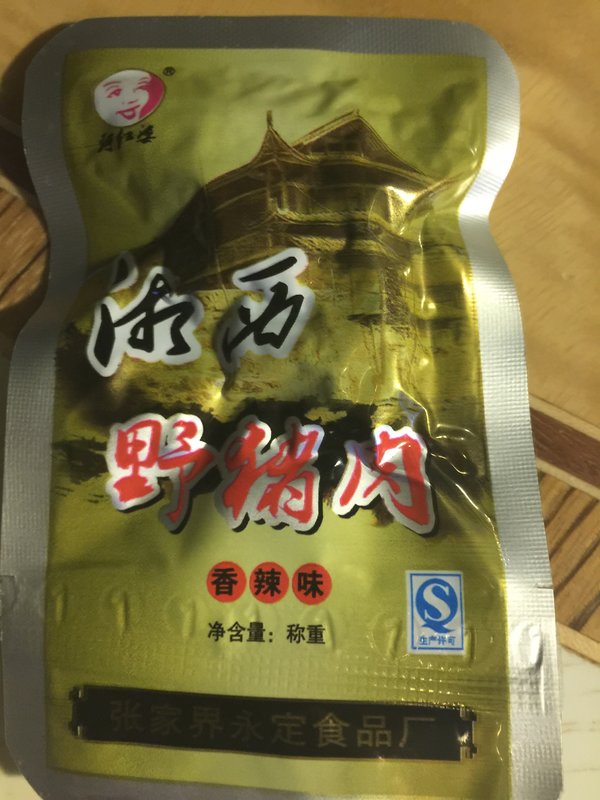 ®
湘西
野猪肉
香辣味
净含量：称重
生产许可
张家界永定食品厂